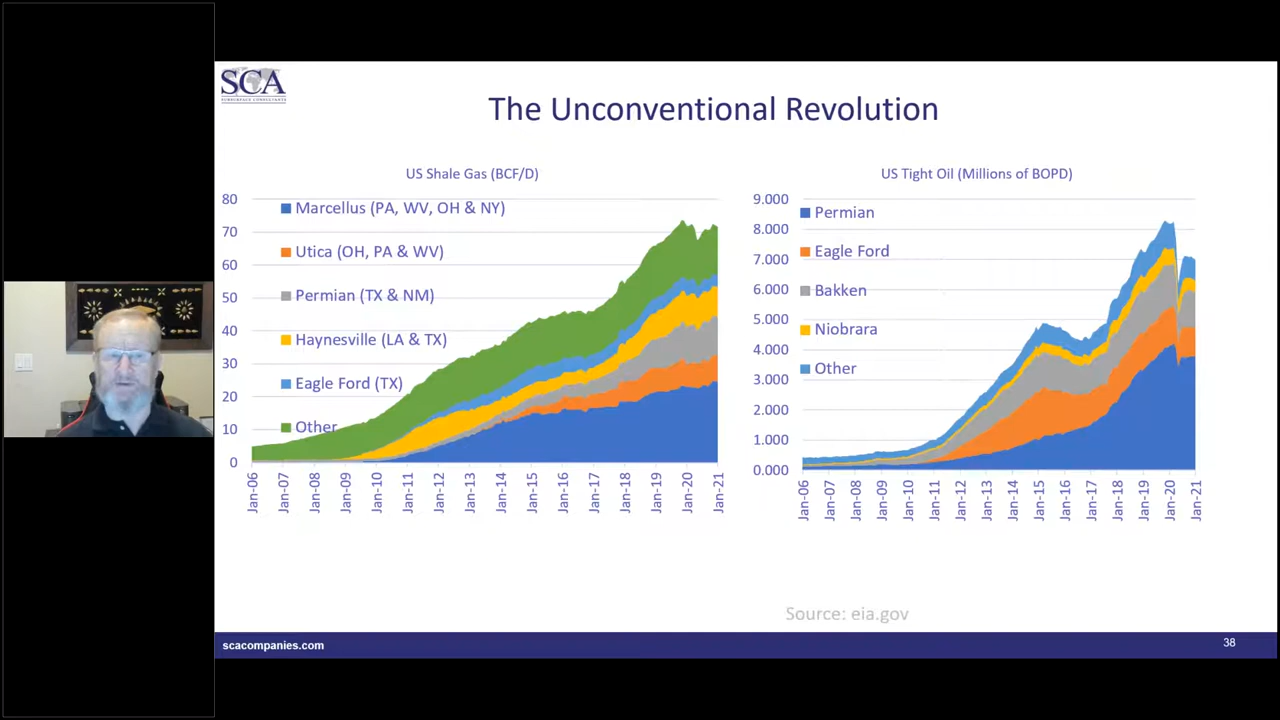 SCA
SUBSURFACE CONSULTANTS
The Unconventional Revolution
US Shale Gas (BCF/D)
80
70
60
50
40
30
20
10
0
Marcellus (PA, WV, OH & NY)
Utica (OH, PA & WV)
Permian (TX & NM)
Haynesville (LA & TX)
Eagle Ford (TX)
Other
Jan-06
Jan-07
Jan-08
Jan-09
Jan-10
Jan-11
Jan-12
Jan-13
Jan-14
Jan-15
Jan-16
Jan-17
Jan-18
Jan-19
Jan-20
Jan-21
US Tight Oil (Millions of BOPD)
9.000
8.000
7.000
6.000
5.000
4.000
3.000
2.000
1.000
0.000
Permian
Eagle Ford
Bakken
Niobrara
Other
Jan-06
Jan-07
Jan-08
Jan-09
Jan-10
Jan-11
Jan-12
Jan-13
Jan-14
Jan-15
Jan-16
Jan-17
Jan-18
Jan-19
Jan-20
Jan-21
Source: eia.gov
scacompanies.com
38